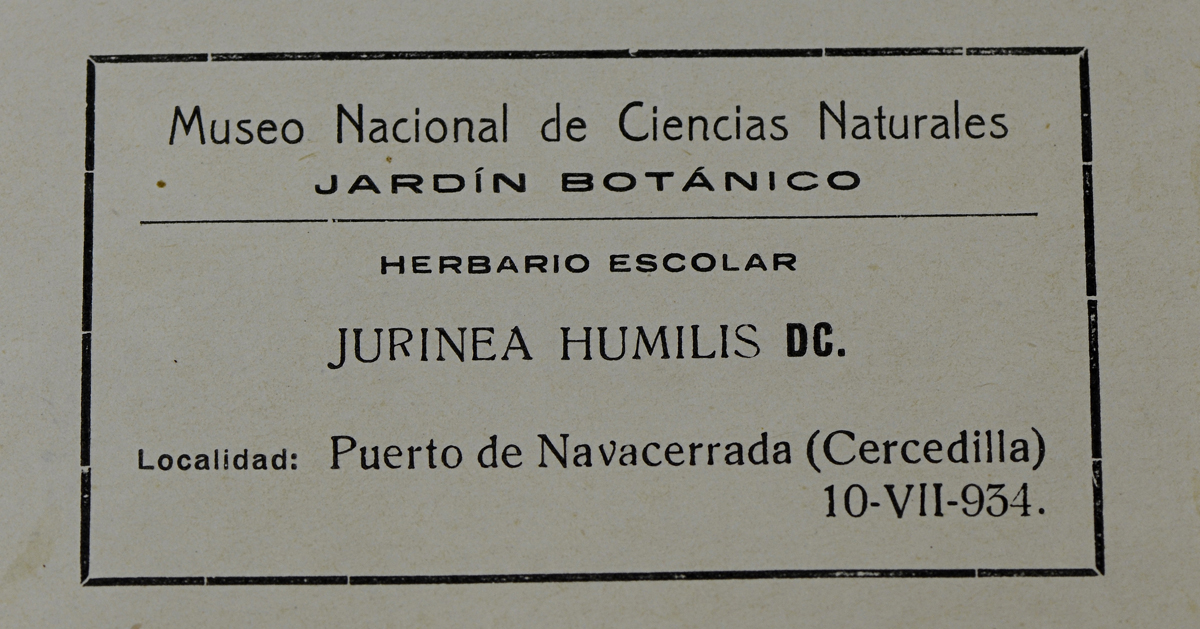 Museo Nacional de Ciencias Naturales
JARDÍN BOTÁNICO
HERBARIO ESCOLAR
JURINEA HUMILIS DC.
Localidad: Puerto de Navacerrada (Cercedilla)
10-VII-934.